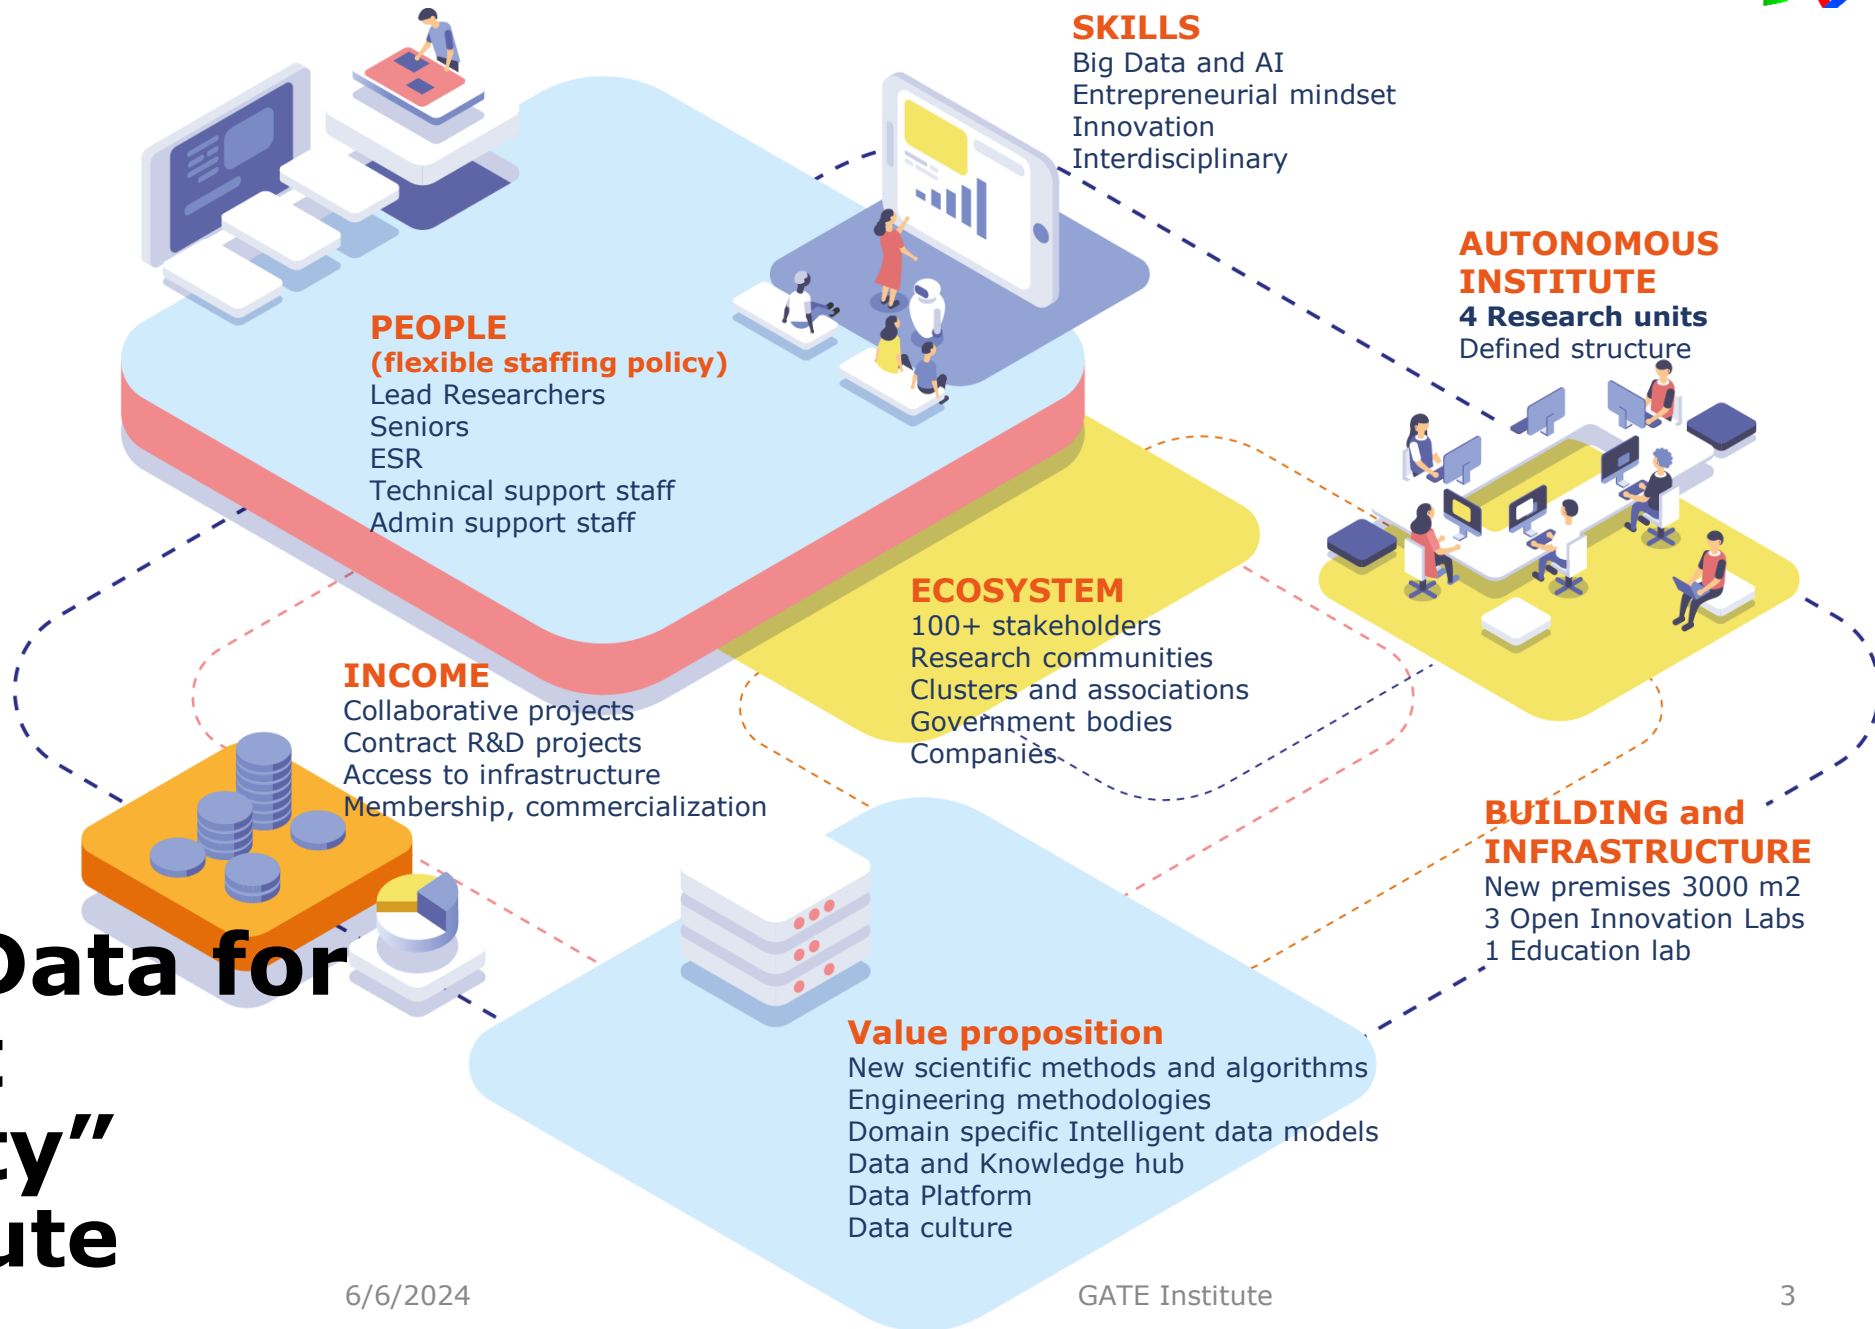 SKILLS
Big Data and AI
Entrepreneurial mindset
Innovation
Interdisciplinary
AUTONOMOUS
INSTITUTE
4 Research units
Defined structure
PEOPLE
(flexible staffing policy)
Lead Researchers
Seniors
ESR
Technical support staff
Admin support staff
ECOSYSTEM
100+ stakeholders
Research communities
Clusters and associations
Government bodies
Companies
INCOME
Collaborative projects
Contract R&D projects
Access to infrastructure
Membership, commercialization
BUILDING and
INFRASTRUCTURE
New premises 3000 m2
3 Open Innovation Labs
1 Education lab
Data for
ty”
ute
Value proposition
New scientific methods and algorithms
Engineering methodologies
Domain specific Intelligent data models
Data and Knowledge hub
Data Platform
Data culture
6/6/2024
GATE Institute
3